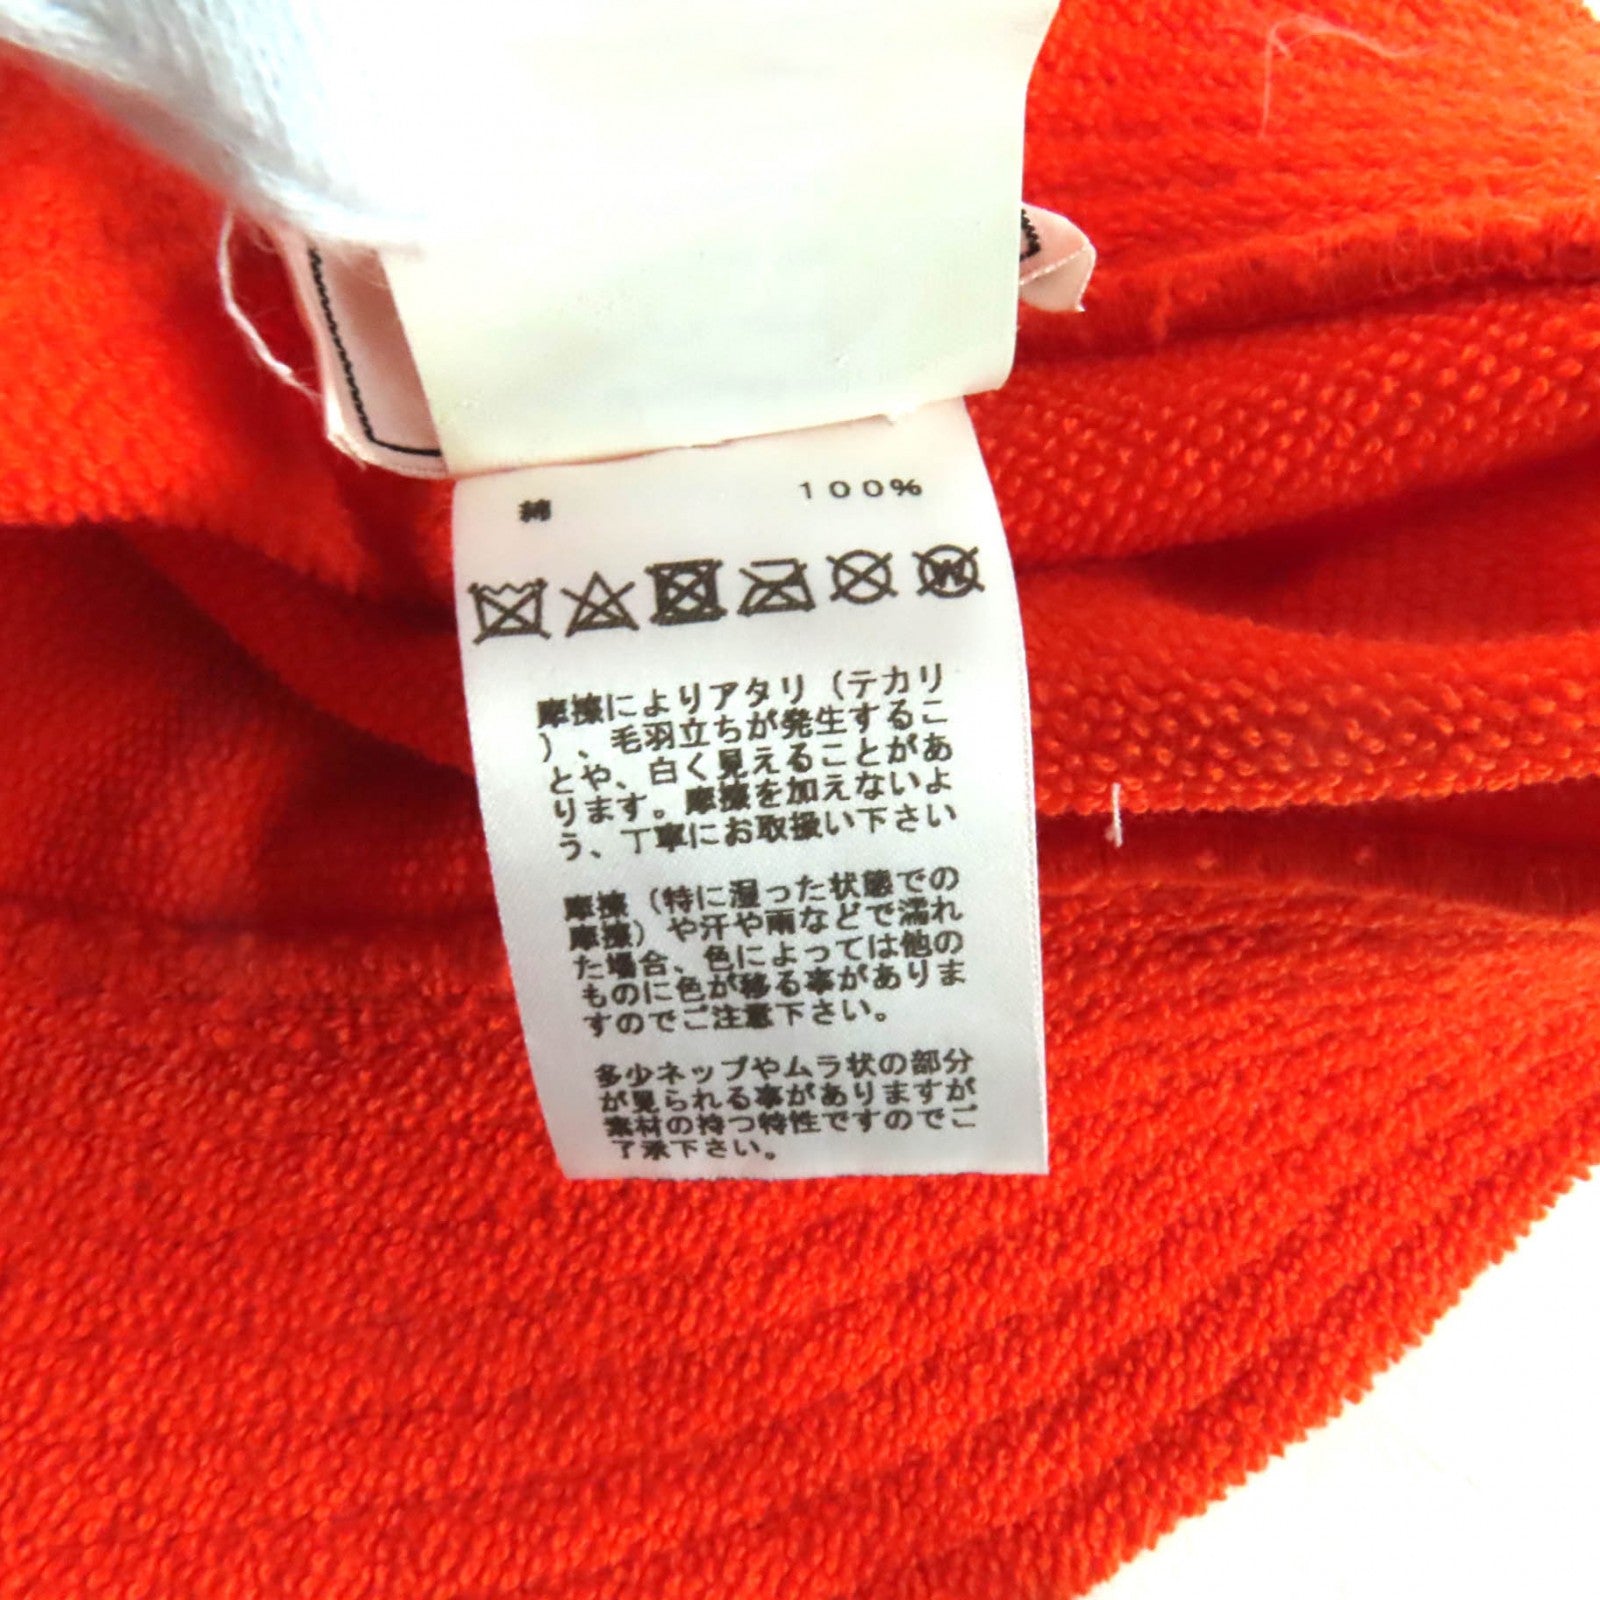 綿 100%
摩擦によりアタリ（テカリ
）、毛羽立ちが発生するこ
とや、白く見えることがあ
ります。摩擦を加えないよ
う、丁寧にお取扱い下さい
摩擦（特に湿った状態での
摩擦）や汗や雨などで濡れ
た場合、色によっては他の
ものに色が移る事がありま
すのでご注意下さい。
多少ネップやムラ状の部分
が見られる事がありますが
素材の持つ特性ですのでご
了承下さい。